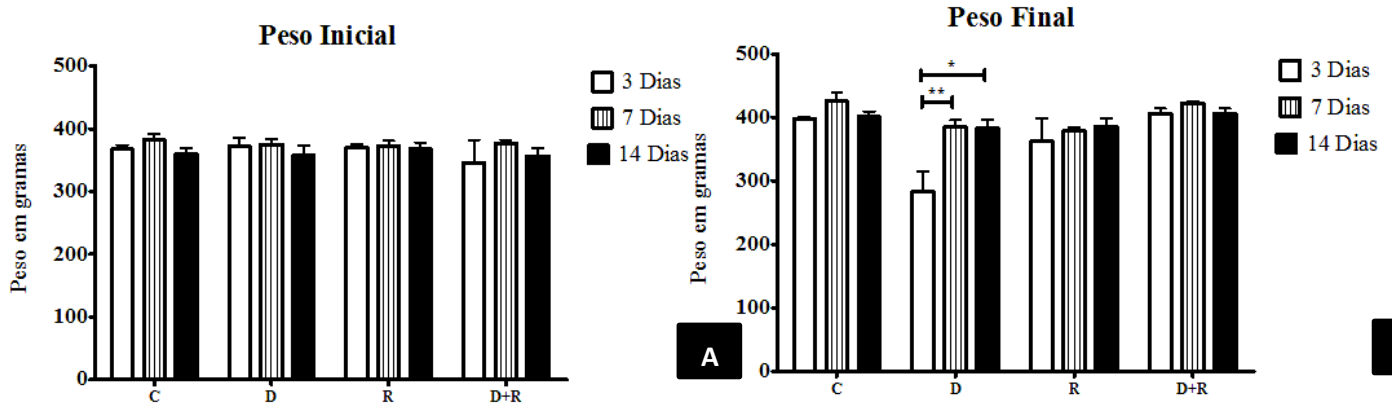 Peso Inicial
Peso em gramas
500
400
300
200
100
0
C D R D+R
3 Dias
7 Dias
14 Dias
A
Peso Final
Peso em gramas
500
400
300
200
100
0
*
**
C D R D+R
3 Dias
7 Dias
14 Dias